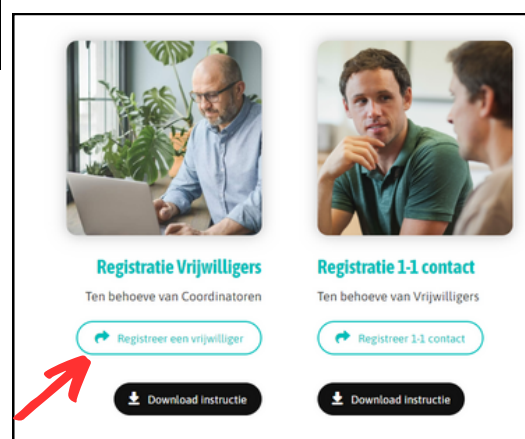 Registratie Vrijwilligers
Ten behoeve van Coordinatoren
Registreer een vrijwilliger
Download instructie
Registratie 1-1 contact
Ten behoeve van Vrijwilligers
Registreer 1-1 contact
Download instructie